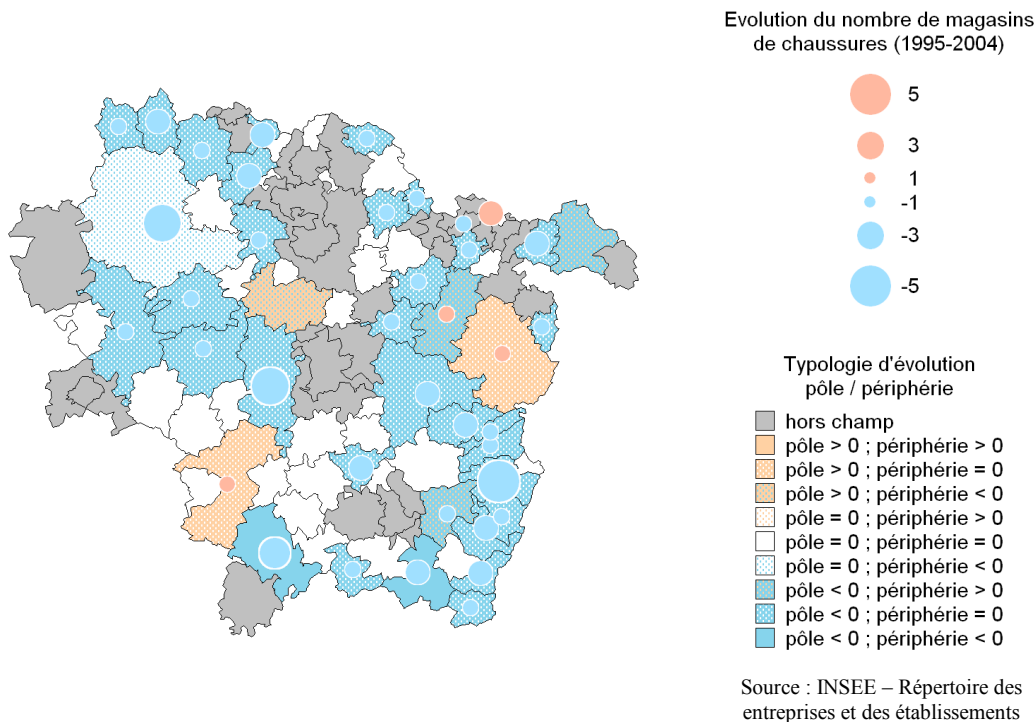 Evolution du nombre de magasins
de chaussures (1995-2004)
5
3
1
-1
-3
-5
Typologie d'évolution
pôle / périphérie
hors champ
pôle > 0 ; périphérie > 0
pôle > 0 ; périphérie = 0
pôle > 0 ; périphérie < 0
pôle = 0 ; périphérie > 0
pôle = 0 ; périphérie = 0
pôle = 0 ; périphérie < 0
pôle < 0 ; périphérie > 0
pôle < 0 ; périphérie = 0
pôle < 0 ; périphérie < 0
Source : INSEE – Répertoire des
entreprises et des établissements